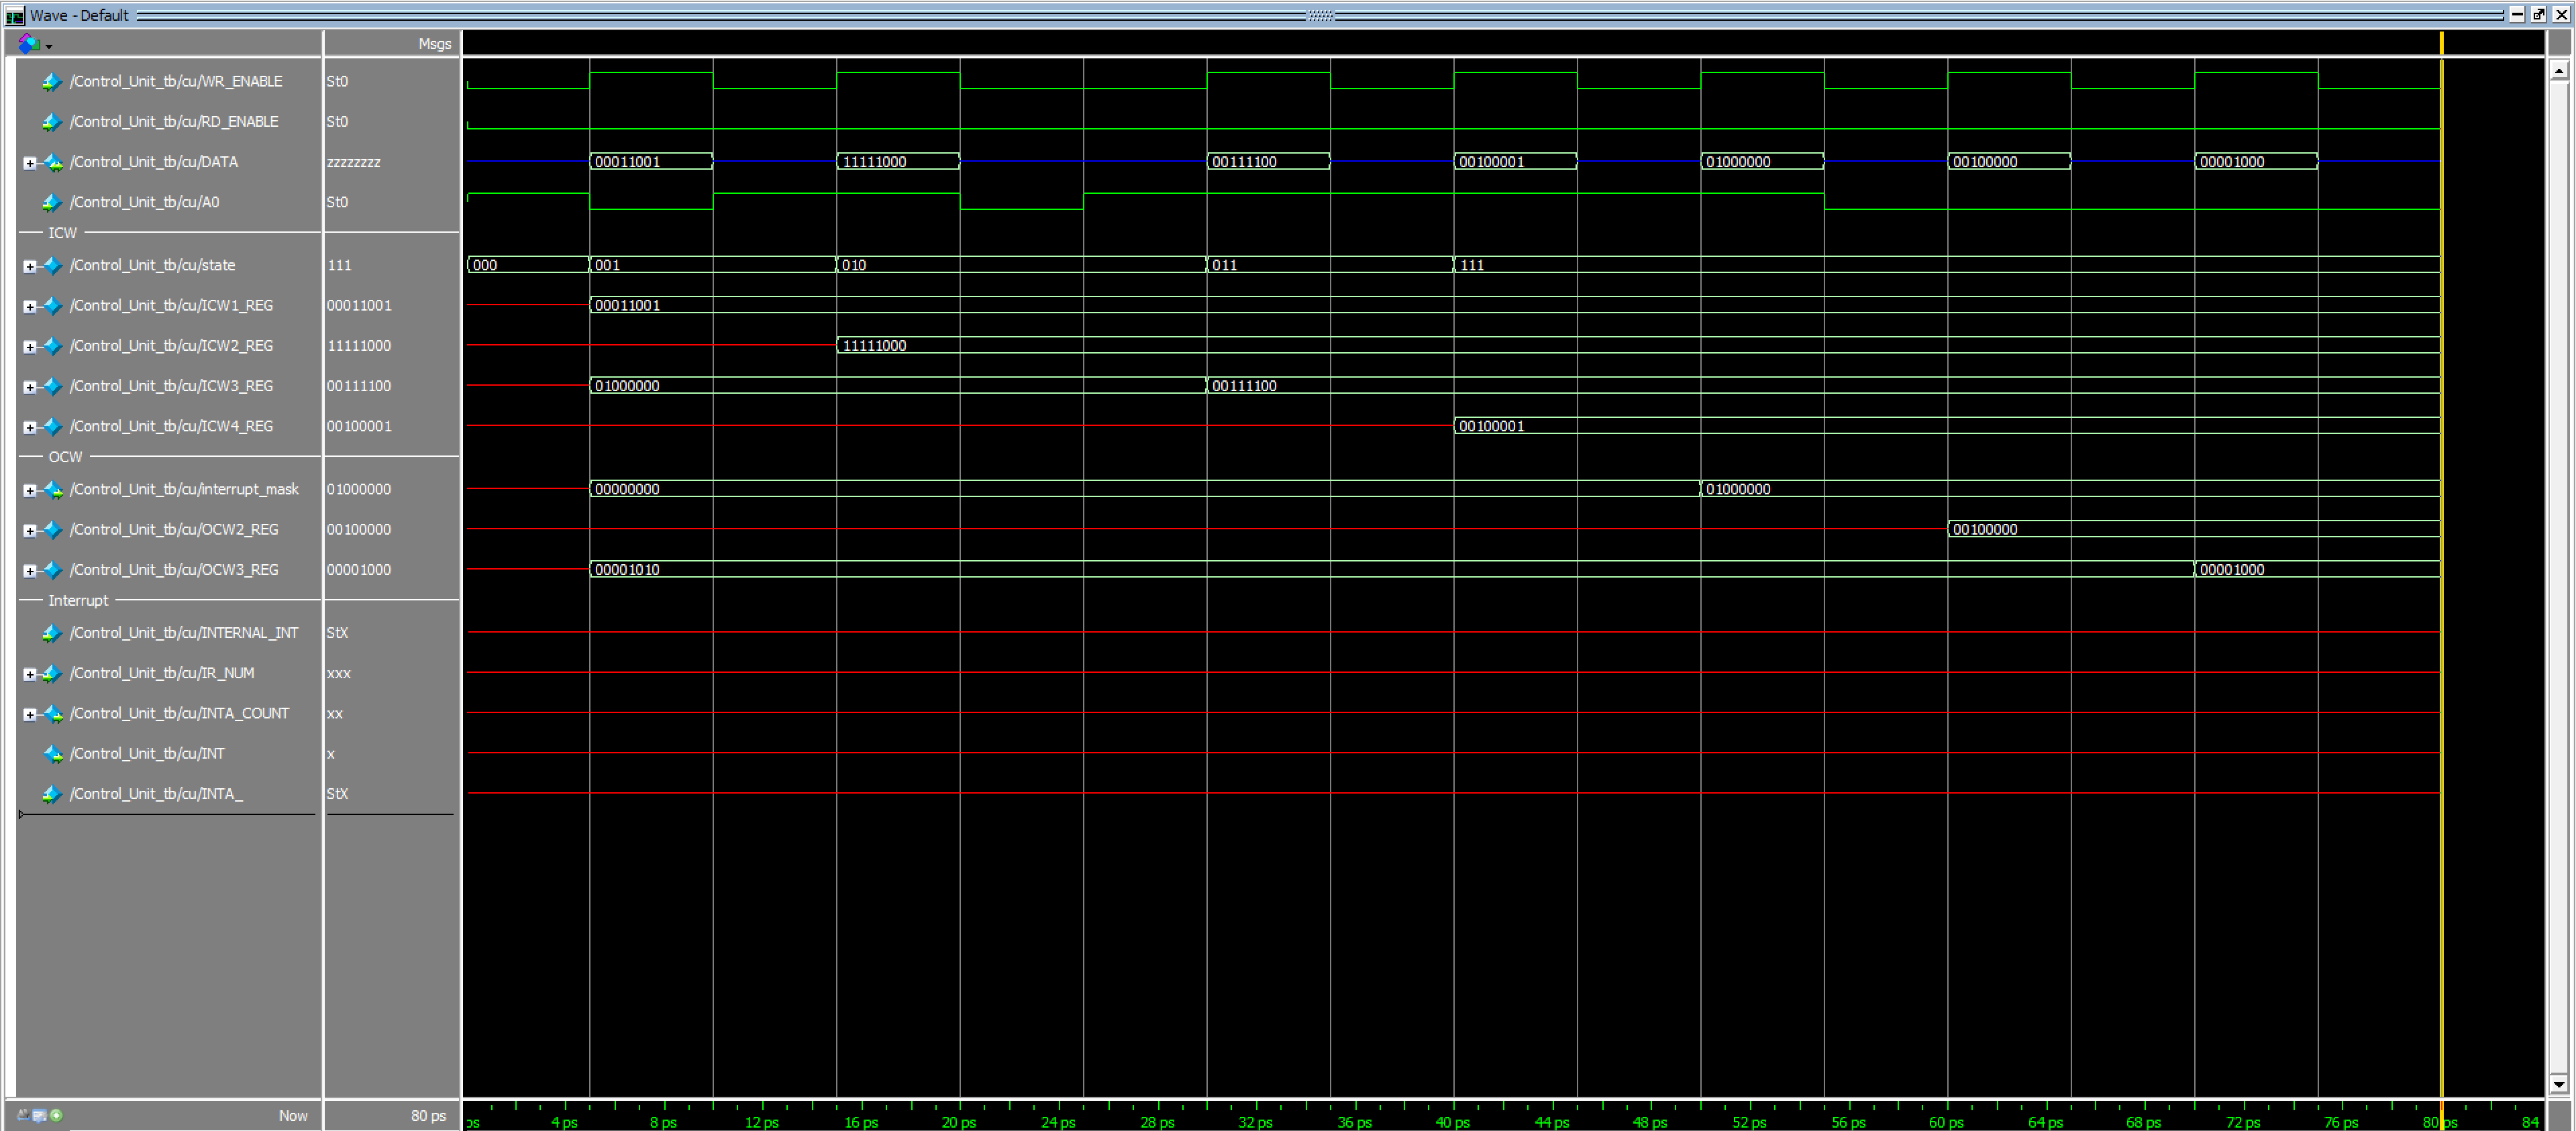 Wave - Default
Msgs
/Control_Unit_tb/cu/WR_ENABLE St0
/Control_Unit_tb/cu/RD_ENABLE St0
/Control_Unit_tb/cu/DATA zzzzzzzz 00011001 11111000 00111100 00100001 01000000 00100000 00001000
/Control_Unit_tb/cu/A0 St0
ICW
/Control_Unit_tb/cu/state 111 000 001 010 011 111
/Control_Unit_tb/cu/ICW1_REG 00011001 00011001
/Control_Unit_tb/cu/ICW2_REG 11111000 11111000
/Control_Unit_tb/cu/ICW3_REG 00111100 01000000 00111100
/Control_Unit_tb/cu/ICW4_REG 00100001 00100001
OCW
/Control_Unit_tb/cu/interrupt_mask 01000000 00000000 01000000
/Control_Unit_tb/cu/OCW2_REG 00100000 00100000
/Control_Unit_tb/cu/OCW3_REG 00001000 00001010 00001000
Interrupt
/Control_Unit_tb/cu/INTERNAL_INT StX
/Control_Unit_tb/cu/IR_NUM xxx
/Control_Unit_tb/cu/INTA_COUNT xx
/Control_Unit_tb/cu/INT x
/Control_Unit_tb/cu/INTA_ StX
Now 80 ps
ps 4 ps 8 ps 12 ps 16 ps 20 ps 24 ps 28 ps 32 ps 36 ps 40 ps 44 ps 48 ps 52 ps 56 ps 60 ps 64 ps 68 ps 72 ps 76 ps 80 ps 84